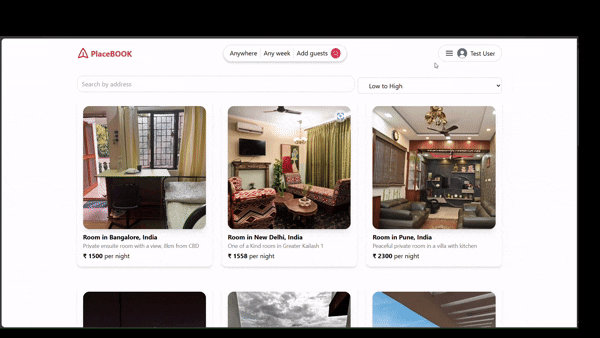 PlaceBOOK
Anywhere Any week Add guests
Test User
Search by address
Low to High
Room in Bangalore, India
Private ensuite room with a view, 8km from CBD
₹ 1500 per night
Room in New Delhi, India
One of a Kind room in Greater Kailash 1
₹ 1558 per night
Room in Pune, India
Peaceful private room in a villa with kitchen
₹ 2300 per night